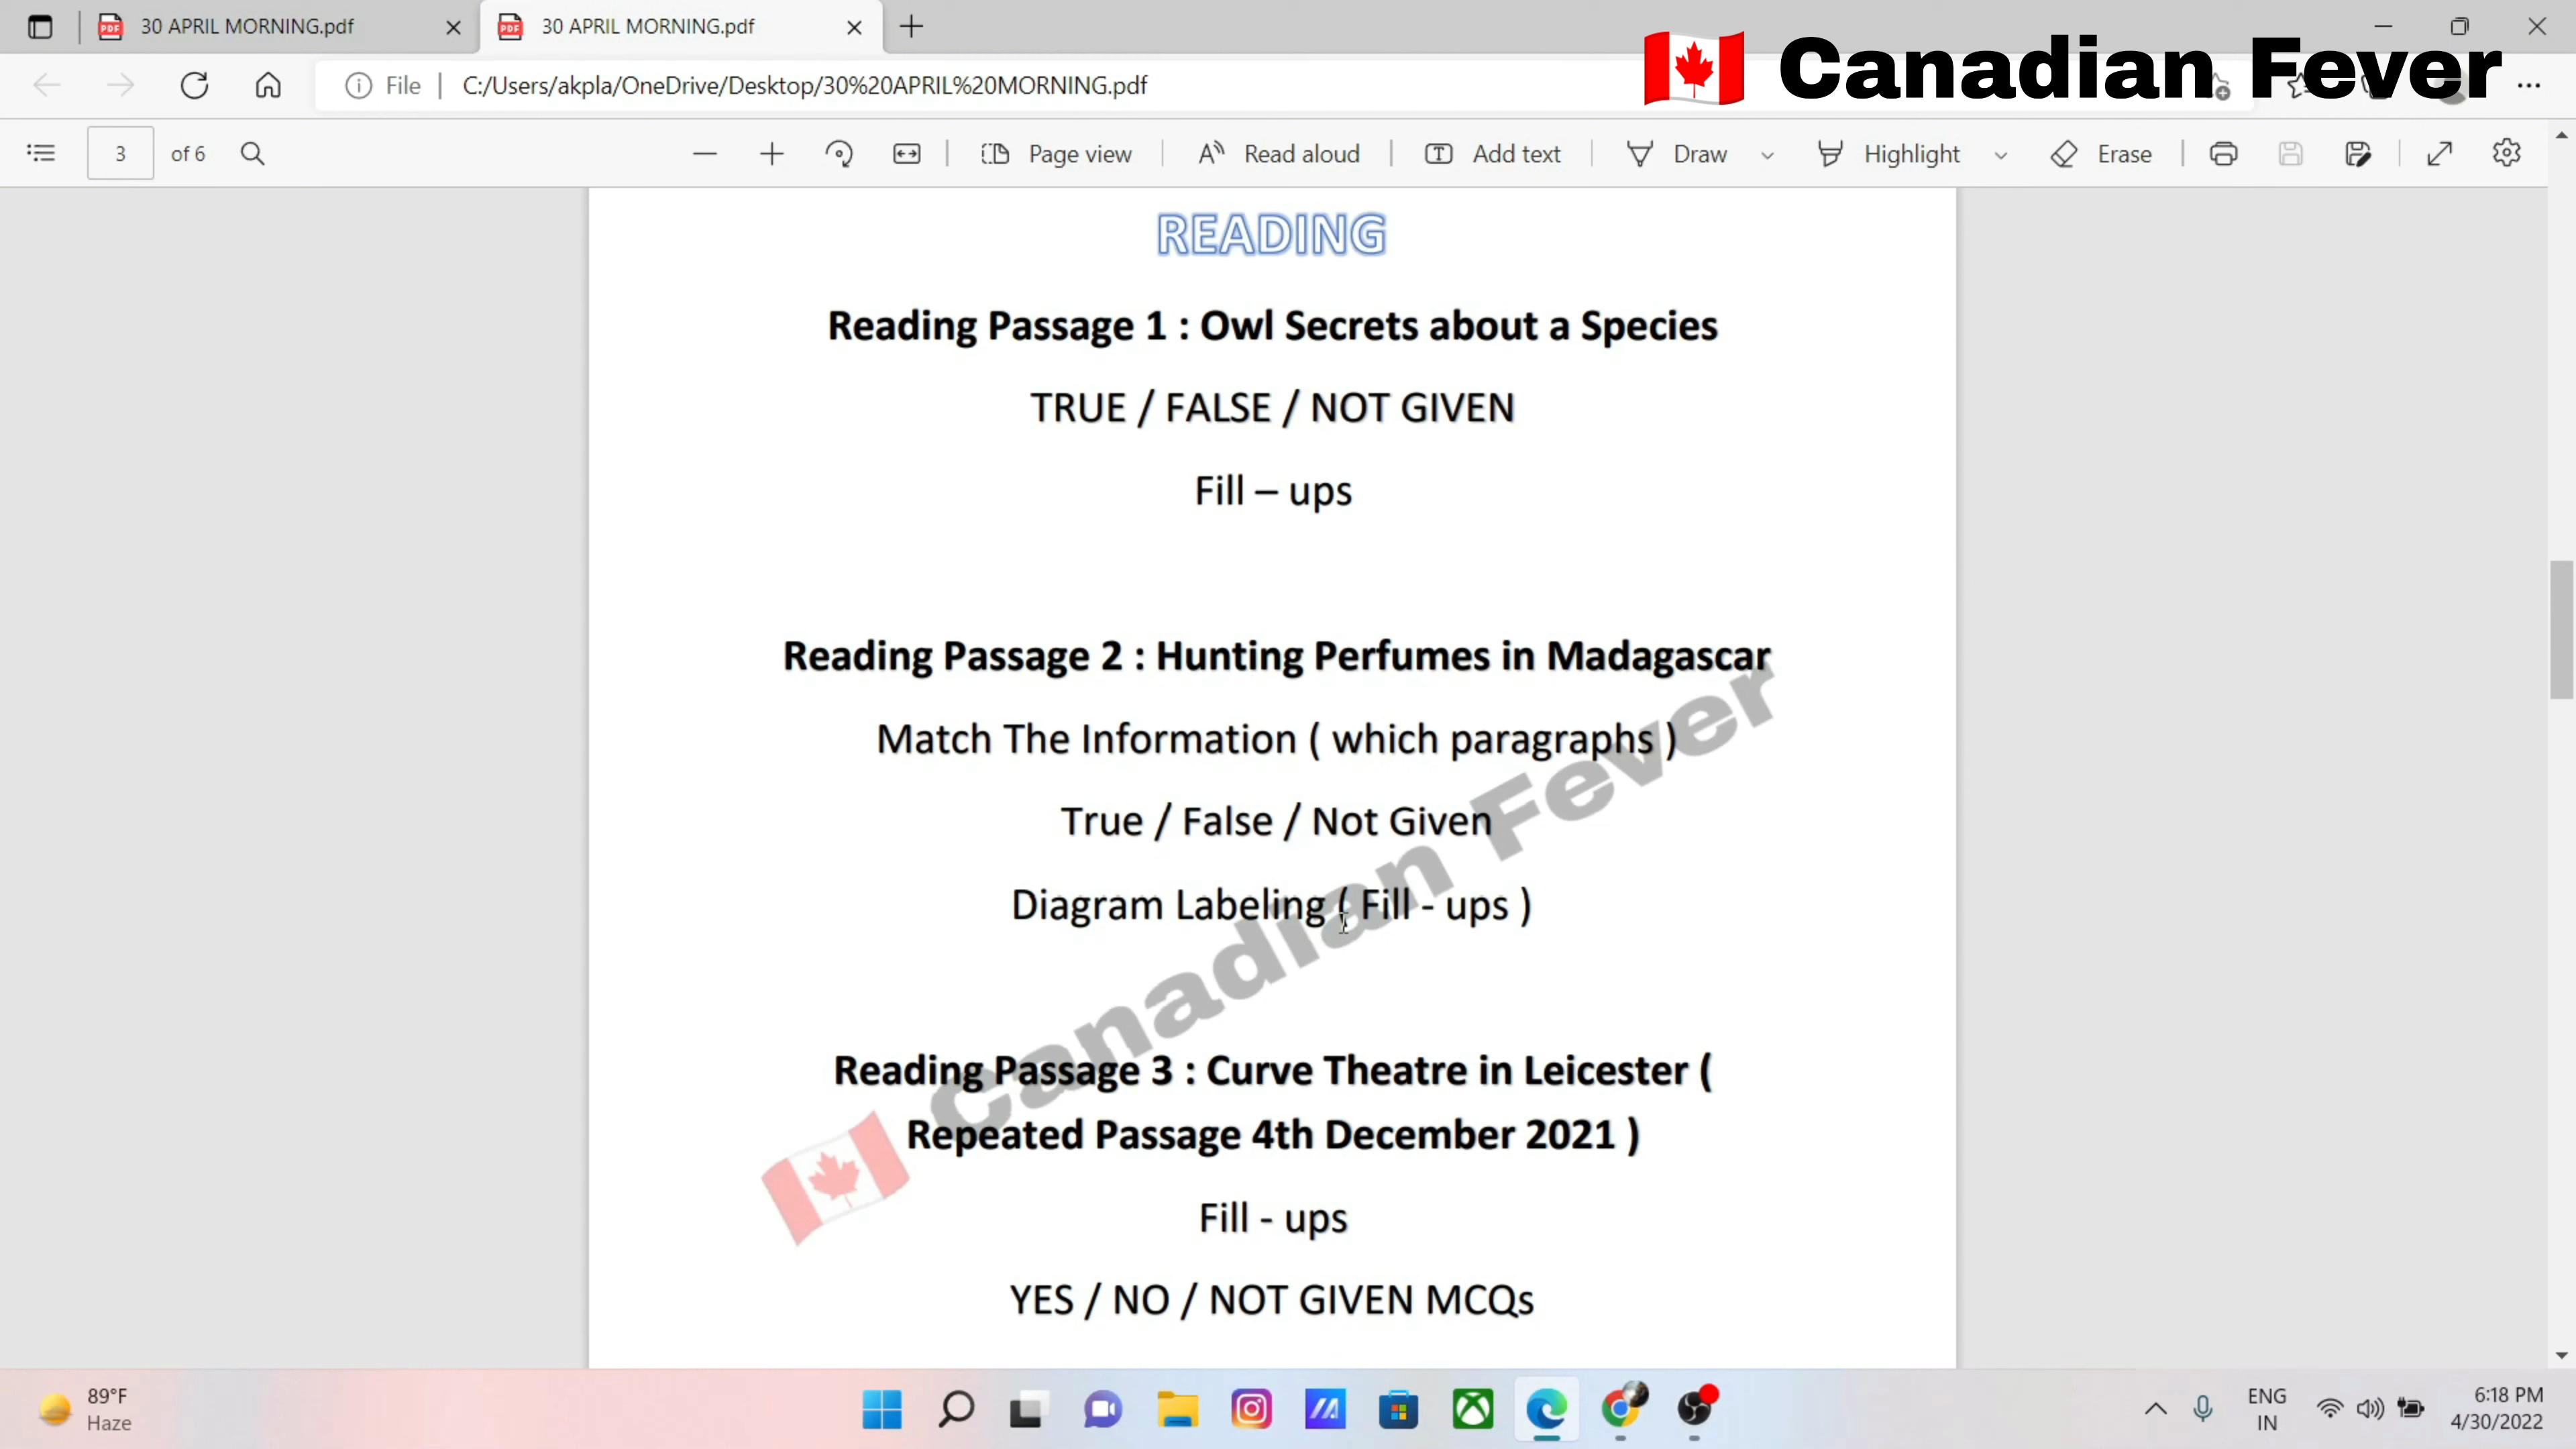 30 APRIL MORNING.pdf
30 APRIL MORNING.pdf
Canadian Fever
File
C:/Users/akpla/OneDrive/Desktop/30%20APRIL%20MORNING.pdf
3 of 6
Page view
Read aloud
Add text
Draw
Highlight
Erase
READING
Reading Passage 1 : Owl Secrets about a Species
TRUE / FALSE / NOT GIVEN
Fill – ups
Reading Passage 2 : Hunting Perfumes in Madagascar
Match The Information ( which paragraphs )
True / False / Not Given
Diagram Labeling ( Fill - ups )
Canadian Fever
Reading Passage 3 : Curve Theatre in Leicester (
Repeated Passage 4th December 2021 )
Fill - ups
YES / NO / NOT GIVEN MCQs
89°F
Haze
ENG
IN
6:18 PM
4/30/2022